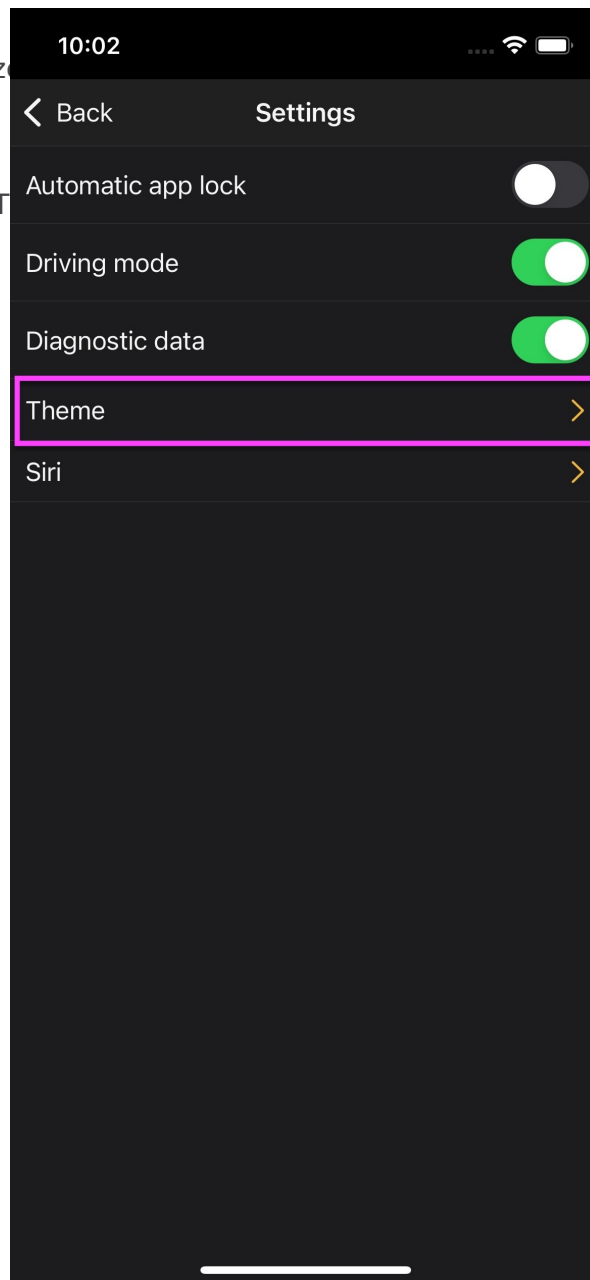 10:02
Back Settings
Automatic app lock
Driving mode
Diagnostic data
Theme
Siri